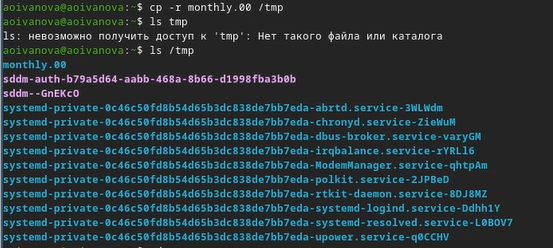 aoivanova@aoivanova:~$ cp -r monthly.00 /tmp
aoivanova@aoivanova:~$ ls tmp
ls: невозможно получить доступ к 'tmp': Нет такого файла или каталога
aoivanova@aoivanova:~$ ls /tmp
monthly.00
sddm-auth-b79a5d64-aabb-468a-8b66-d1998fba3b0b
sddm--GnEKcO
systemd-private-0c46c50fd8b54d65b3dc838de7bb7eda-abrtd.service-3WLWdm
systemd-private-0c46c50fd8b54d65b3dc838de7bb7eda-chronyd.service-ZieWuM
systemd-private-0c46c50fd8b54d65b3dc838de7bb7eda-dbus-broker.service-varyGM
systemd-private-0c46c50fd8b54d65b3dc838de7bb7eda-irqbalance.service-rYRLl6
systemd-private-0c46c50fd8b54d65b3dc838de7bb7eda-ModemManager.service-qhtpAm
systemd-private-0c46c50fd8b54d65b3dc838de7bb7eda-polkit.service-2JPBeD
systemd-private-0c46c50fd8b54d65b3dc838de7bb7eda-rtkit-daemon.service-8DJ8MZ
systemd-private-0c46c50fd8b54d65b3dc838de7bb7eda-systemd-logind.service-Ddhh1Y
systemd-private-0c46c50fd8b54d65b3dc838de7bb7eda-systemd-resolved.service-L0BOV7
systemd-private-0c46c50fd8b54d65b3dc838de7bb7eda-upower.service-q0CCHV